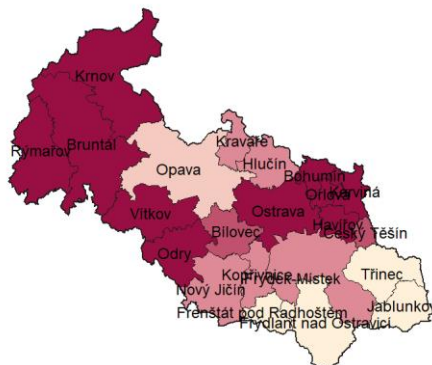 Krnov
Rýmařov
Bruntál
Opava
Kravaře
Hlučín
Bohumín
Orlová
Karviná
Vítkov
Ostrava
Havířov
Český Těšín
Bílovec
Odry
Třinec
Kopřivnice
Frýdek-Místek
Nový Jičín
Jablunkov
Frenštát pod Radhoštěm
Frýdlant nad Ostravicí